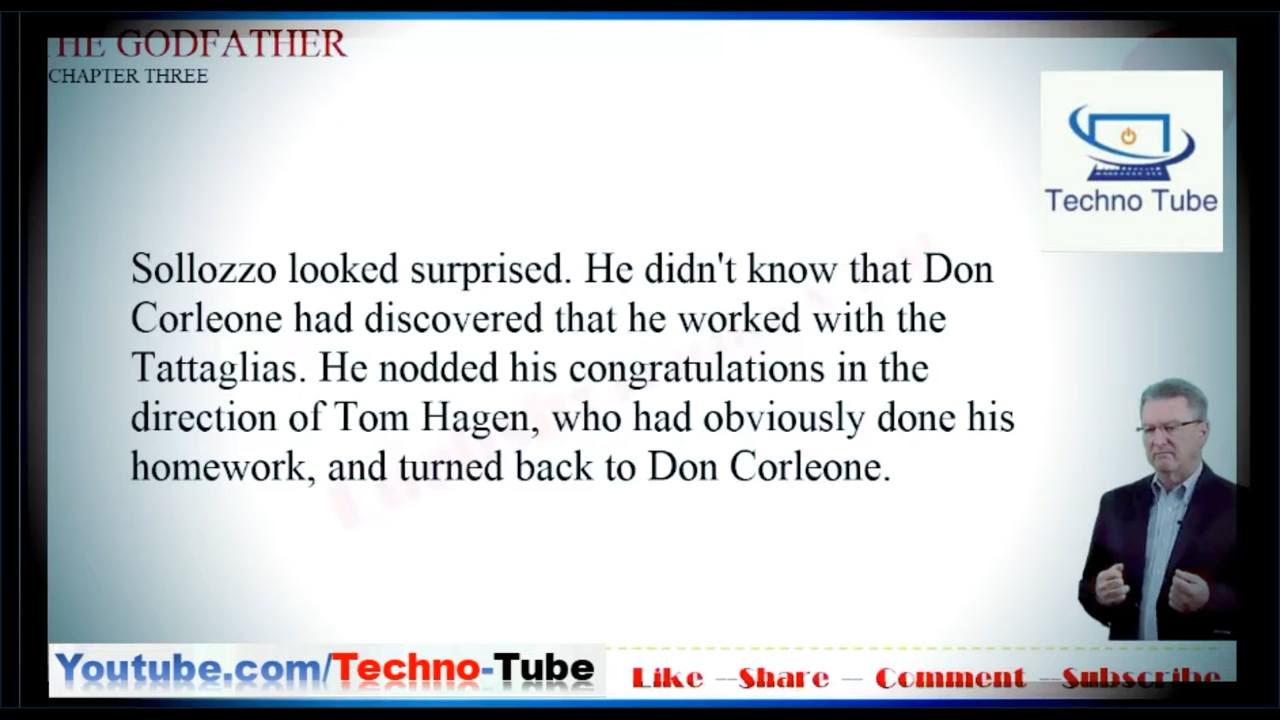 THE GODFATHER
CHAPTER THREE
Techno Tube
Sollozzo looked surprised. He didn't know that Don
Corleone had discovered that he worked with the
Tattaglias. He nodded his congratulations in the
direction of Tom Hagen, who had obviously done his
homework, and turned back to Don Corleone.
Youtube.com/Techno-Tube
Like – Share – Comment – Subscribe